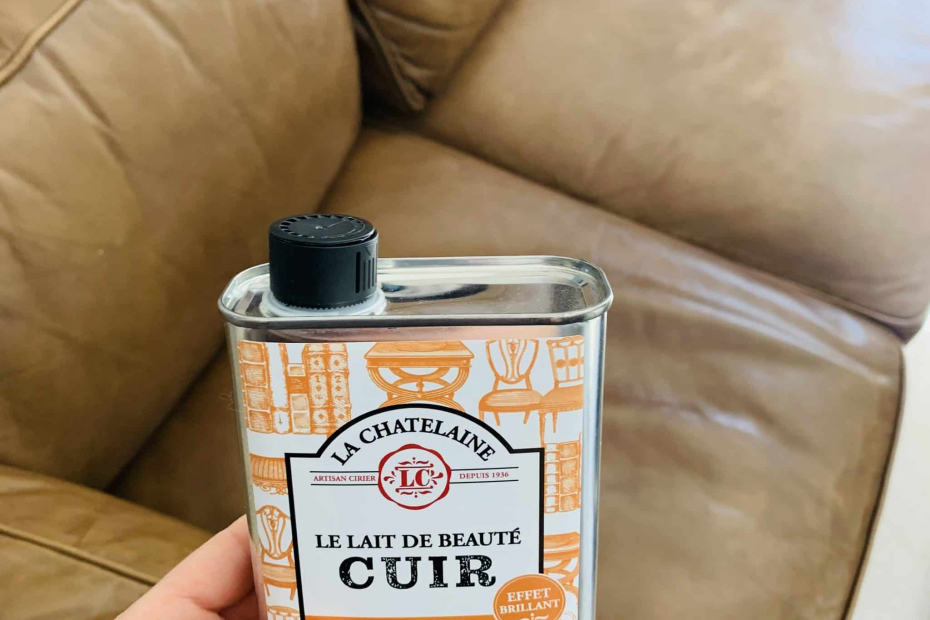 LA CHATELAINE
ARTISAN CIRIER LC DEPUIS 1936
LE LAIT DE BEAUTÉ
CUIR
EFFET
BRILLANT